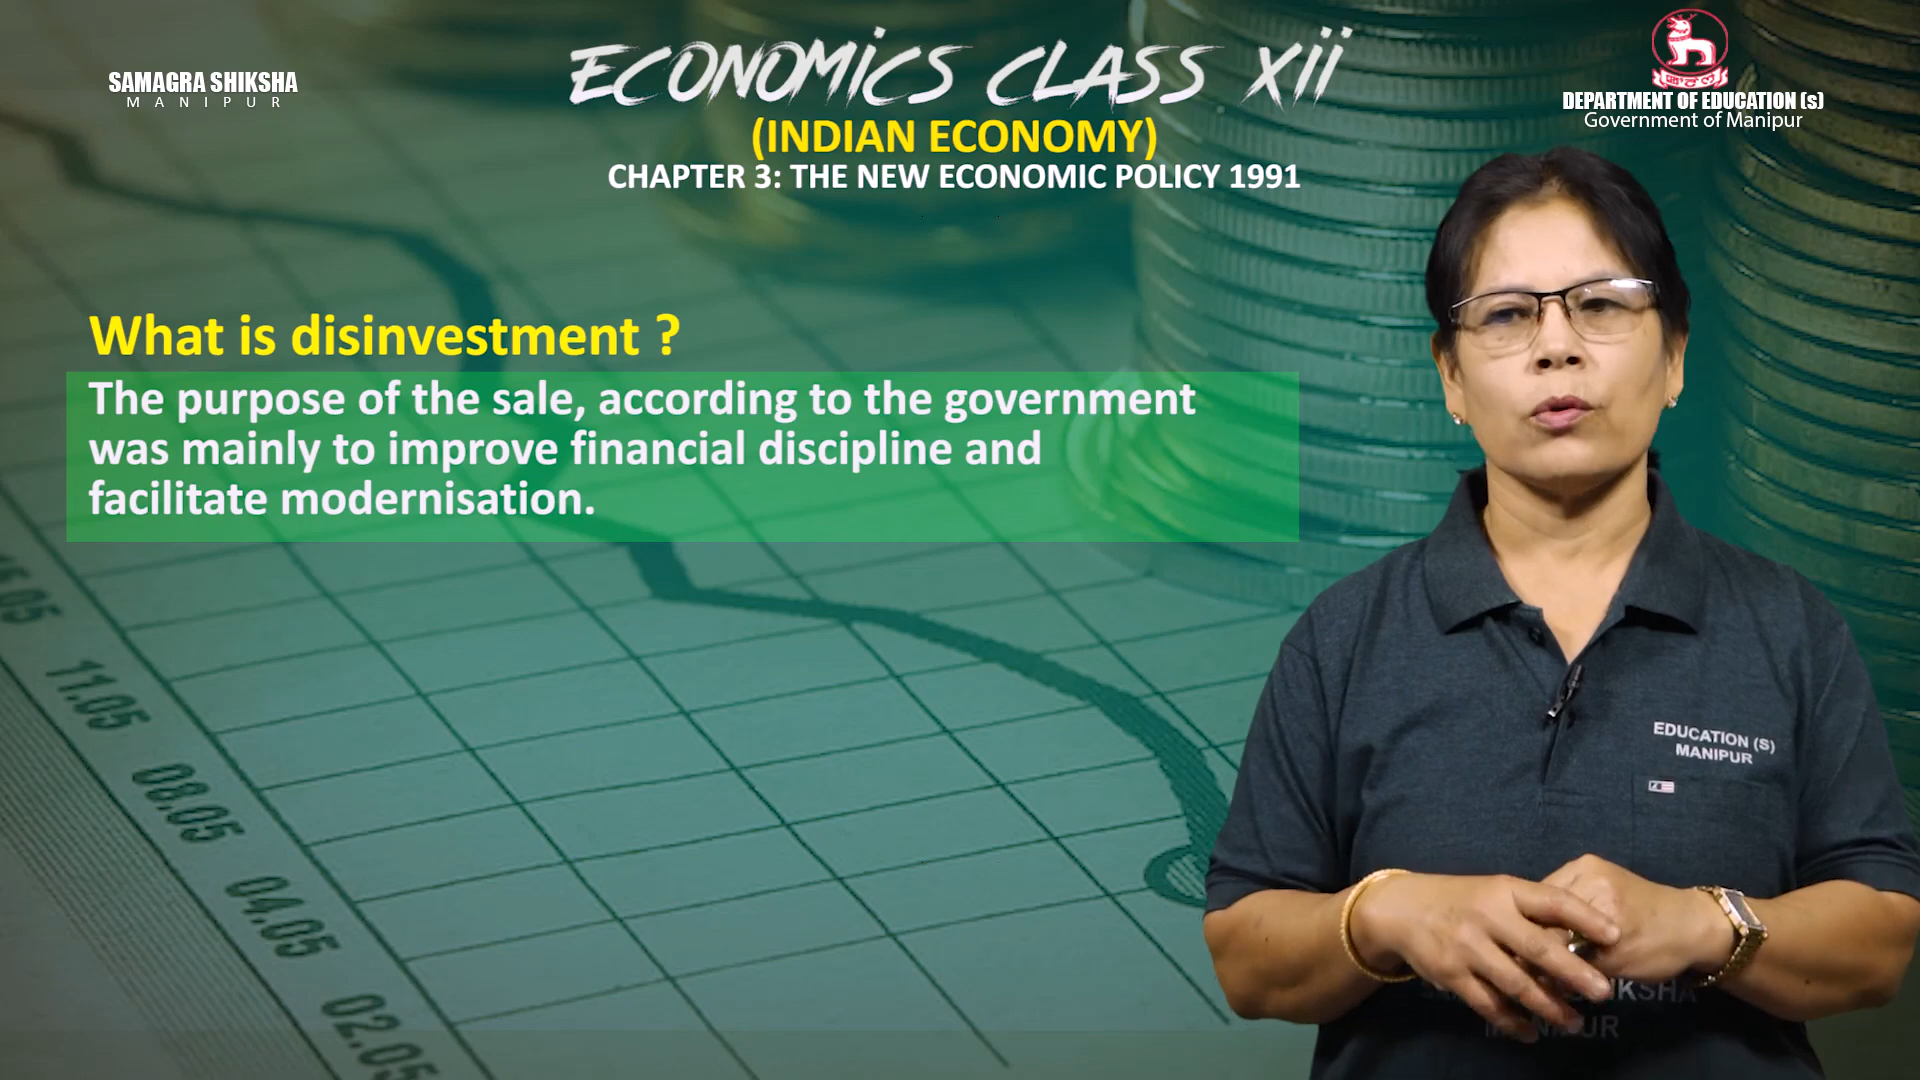 SAMAGRA SHIKSHA
MANIPUR
ECONOMICS CLASS XII
(INDIAN ECONOMY)
CHAPTER 3: THE NEW ECONOMIC POLICY 1991
DEPARTMENT OF EDUCATION (s)
Government of Manipur
What is disinvestment ?
The purpose of the sale, according to the government
was mainly to improve financial discipline and
facilitate modernisation.
11.05
08.05
04.05
02.05
EDUCATION (S)
MANIPUR